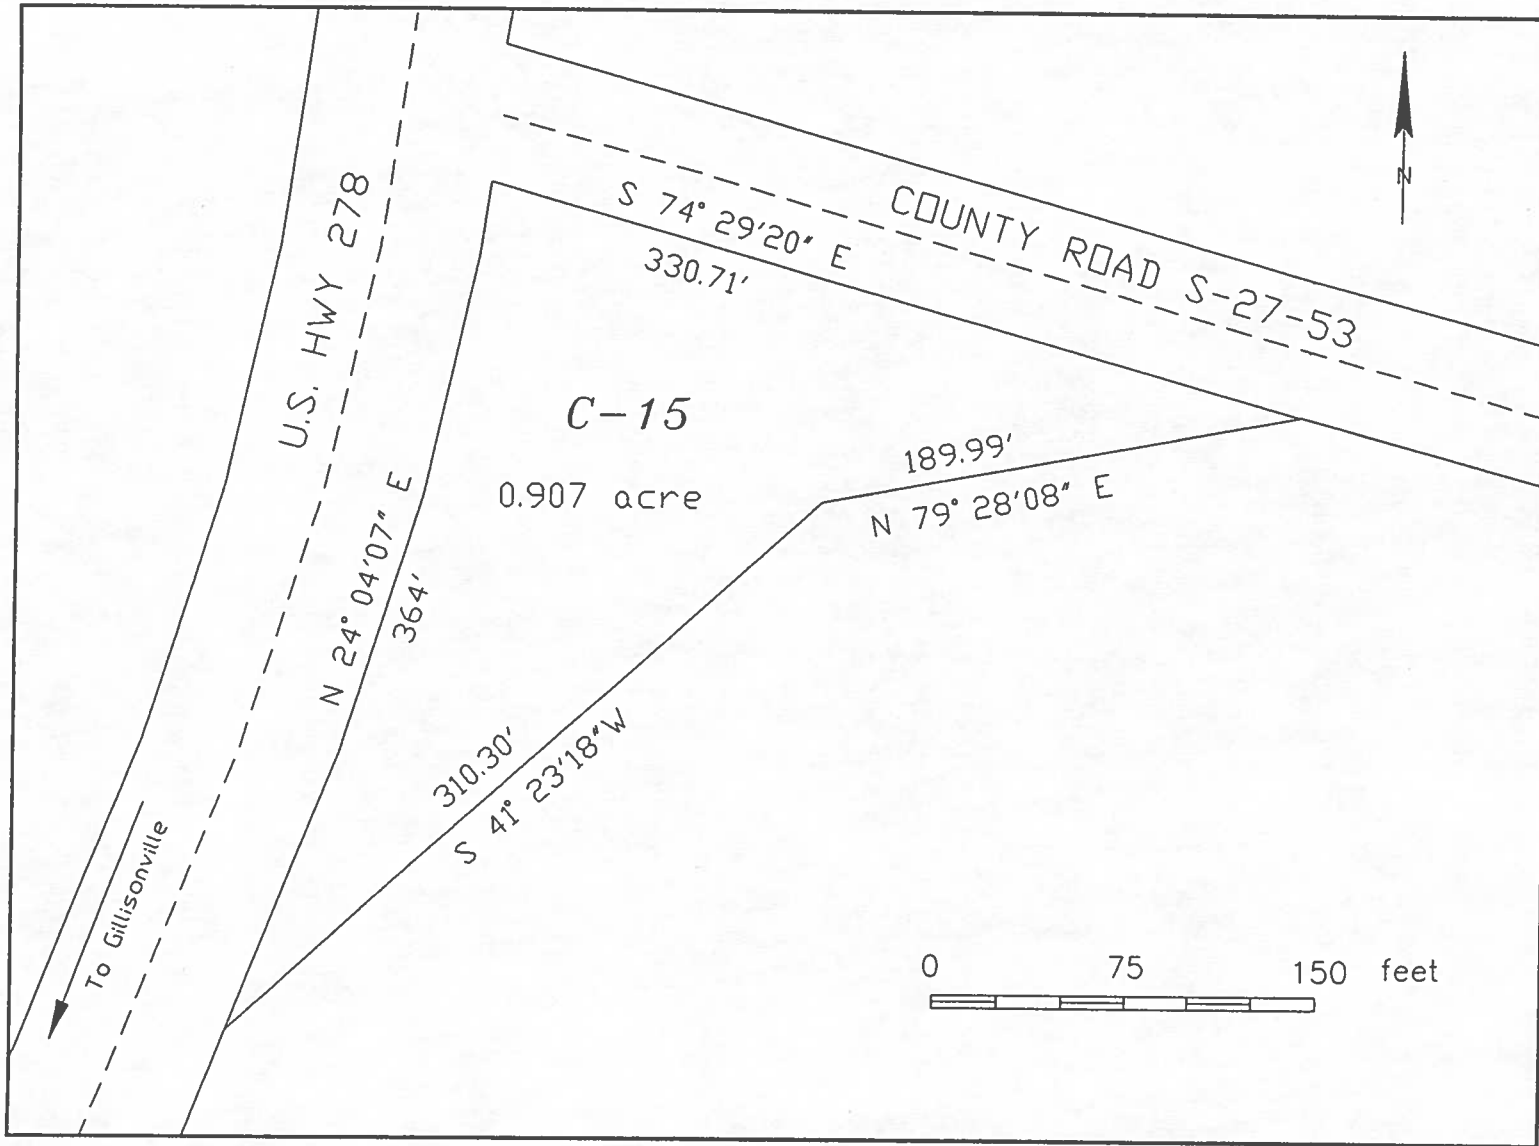 U.S. HWY 278
COUNTY ROAD S-27-53
N
S 74° 29'20" E
330.71'
C-15
0.907 acre
189.99'
N 79° 28'08" E
N 24° 04'07" E
364'
310.30'
S 41° 23'18" W
To Gillisonville
0 75 150 feet